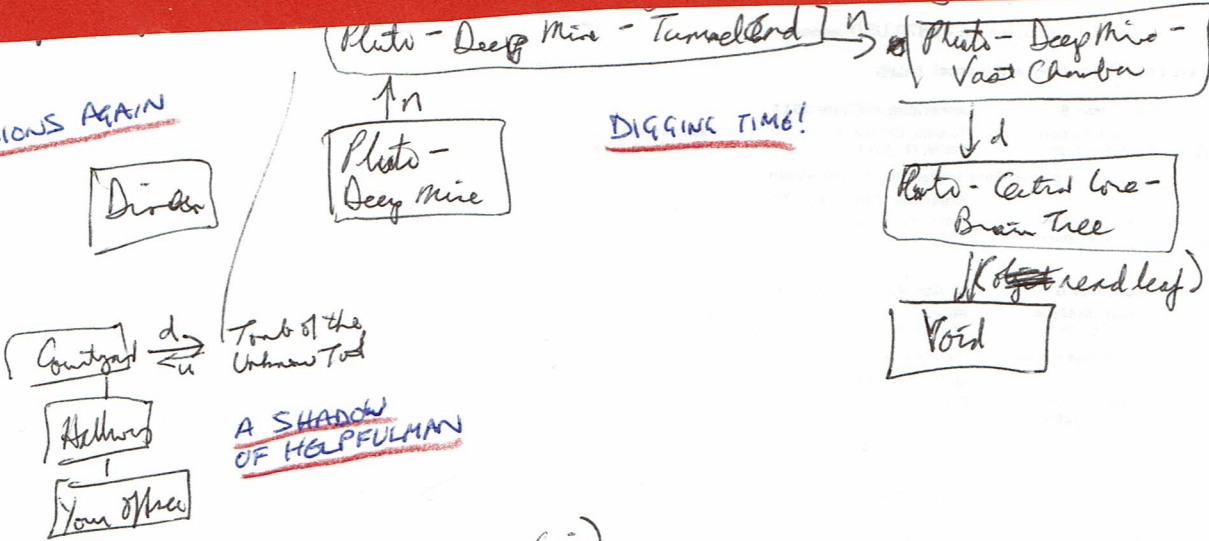 Pluto - Deep Mine - Tunnel End
n
Pluto - Deep Mine -
Vast Chamber
IONS AGAIN
n
Pluto -
Deep Mine
DIGGING TIME!
d
Pluto - Central Core -
Brain Tree
(read leaf)
Void
d
u
Courtyard
Tomb of the
Unknown Tool
Hallway
A SHADOW
OF HELPFULMAN
Your office